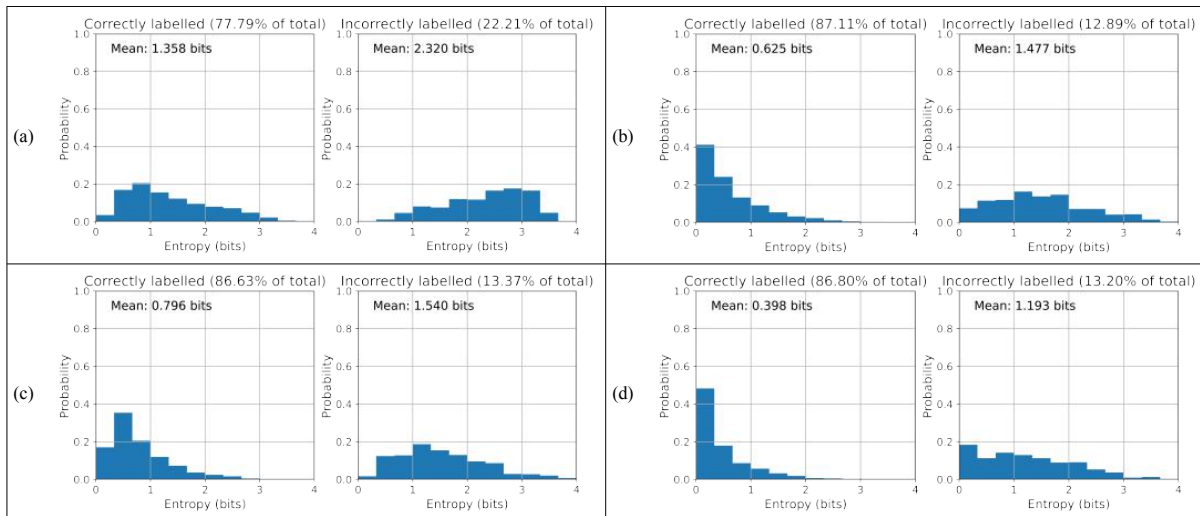 (a)
Correctly labelled (77.79% of total)
Mean: 1.358 bits
Probability
1.0
0.8
0.6
0.4
0.2
0.0
0 1 2 3 4
Entropy (bits)
Incorrectly labelled (22.21% of total)
Mean: 2.320 bits
Probability
1.0
0.8
0.6
0.4
0.2
0.0
0 1 2 3 4
Entropy (bits)
(b)
Correctly labelled (87.11% of total)
Mean: 0.625 bits
Probability
1.0
0.8
0.6
0.4
0.2
0.0
0 1 2 3 4
Entropy (bits)
Incorrectly labelled (12.89% of total)
Mean: 1.477 bits
Probability
1.0
0.8
0.6
0.4
0.2
0.0
0 1 2 3 4
Entropy (bits)
(c)
Correctly labelled (86.63% of total)
Mean: 0.796 bits
Probability
1.0
0.8
0.6
0.4
0.2
0.0
0 1 2 3 4
Entropy (bits)
Incorrectly labelled (13.37% of total)
Mean: 1.540 bits
Probability
1.0
0.8
0.6
0.4
0.2
0.0
0 1 2 3 4
Entropy (bits)
(d)
Correctly labelled (86.80% of total)
Mean: 0.398 bits
Probability
1.0
0.8
0.6
0.4
0.2
0.0
0 1 2 3 4
Entropy (bits)
Incorrectly labelled (13.20% of total)
Mean: 1.193 bits
Probability
1.0
0.8
0.6
0.4
0.2
0.0
0 1 2 3 4
Entropy (bits)